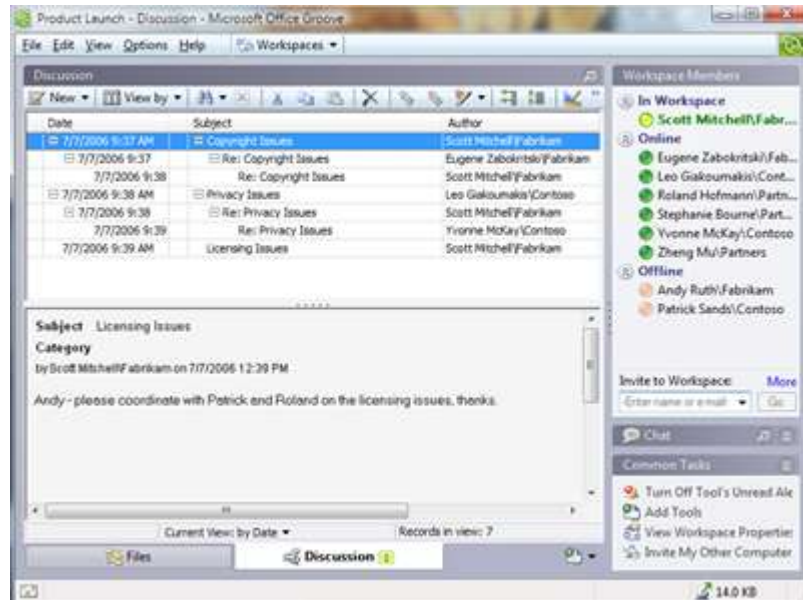 Product Launch - Discussion - Microsoft Office Groove
File Edit View Options Help Workspaces
Discussion
New View by
Date Subject Author
7/7/2006 9:37 AM Copyright Issues Scott Mitchell\Fabrikam
7/7/2006 9:37 Re: Copyright Issues Eugene Zabokritski\Fabrikam
7/7/2006 9:38 Re: Copyright Issues Scott Mitchell\Fabrikam
7/7/2006 9:38 AM Privacy Issues Leo Giakoumakis\Contoso
7/7/2006 9:38 Re: Privacy Issues Scott Mitchell\Fabrikam
7/7/2006 9:39 Re: Privacy Issues Yvonne McKay\Contoso
7/7/2006 9:39 AM Licensing Issues Scott Mitchell\Fabrikam
Subject Licensing Issues
Category
by Scott Mitchell\Fabrikam on 7/7/2006 12:39 PM
Andy - please coordinate with Patrick and Roland on the licensing issues, thanks.
Current View: by Date Records in view: 7
Files Discussion
Workspace Members
In Workspace
Scott Mitchell\Fabr...
Online
Eugene Zabokritski\Fab...
Leo Giakoumakis\Cont...
Roland Hofmann\Partn...
Stephanie Bourne\Part...
Yvonne McKay\Contoso
Zheng Mu\Partners
Offline
Andy Ruth\Fabrikam
Patrick Sands\Contoso
Invite to Workspace: More
Enter name or e-mail Go
Chat
Common Tasks
Turn Off Tool's Unread Ale
Add Tools
View Workspace Propertie
Invite My Other Computer
14.0 KB